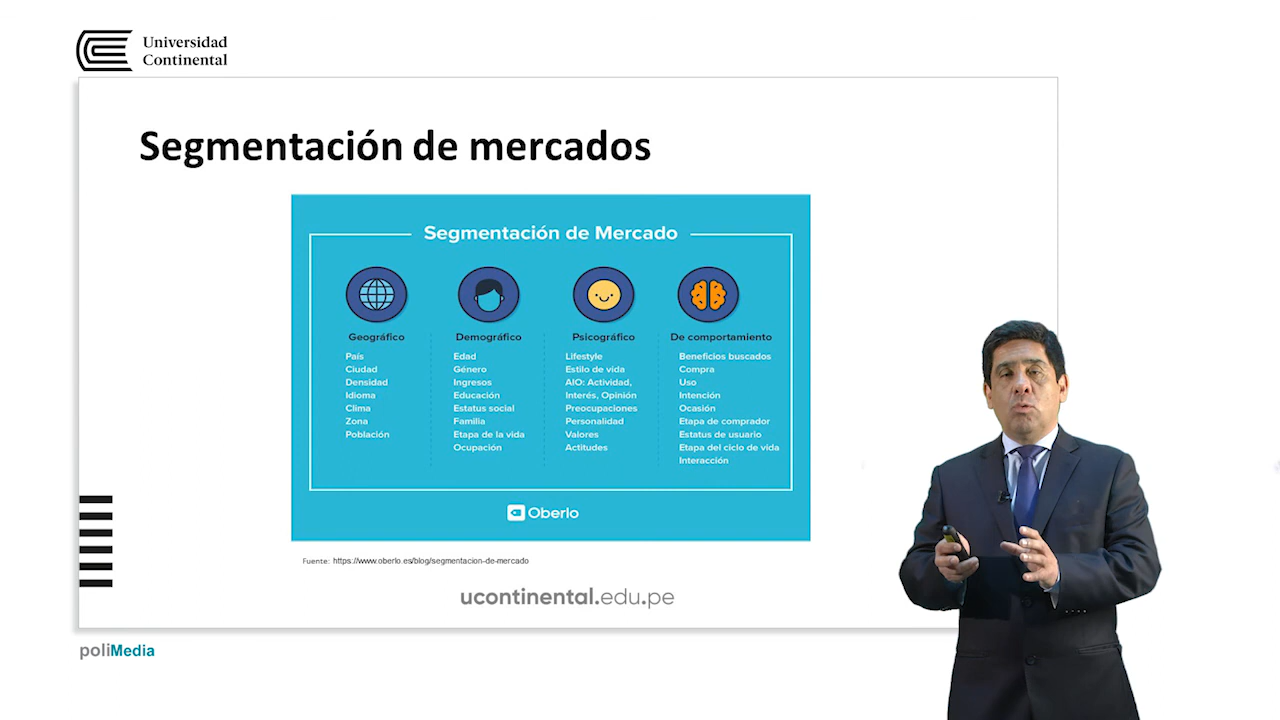 Universidad
Continental
Segmentación de mercados
Segmentación de Mercado
Geográfico
País
Ciudad
Densidad
Idioma
Clima
Zona
Población
Demográfico
Edad
Género
Ingresos
Educación
Estatus social
Familia
Etapa de la vida
Ocupación
Psicográfico
Lifestyle
Estilo de vida
AIO: Actividad,
Interés, Opinión
Preocupaciones
Personalidad
Valores
Actitudes
De comportamiento
Beneficios buscados
Compra
Uso
Intención
Ocasión
Etapa de comprador
Estatus de usuario
Etapa del ciclo de vida
Interacción
Oberlo
Fuente: https://www.oberlo.es/blog/segmentacion-de-mercado
ucontinental.edu.pe
poliMedia